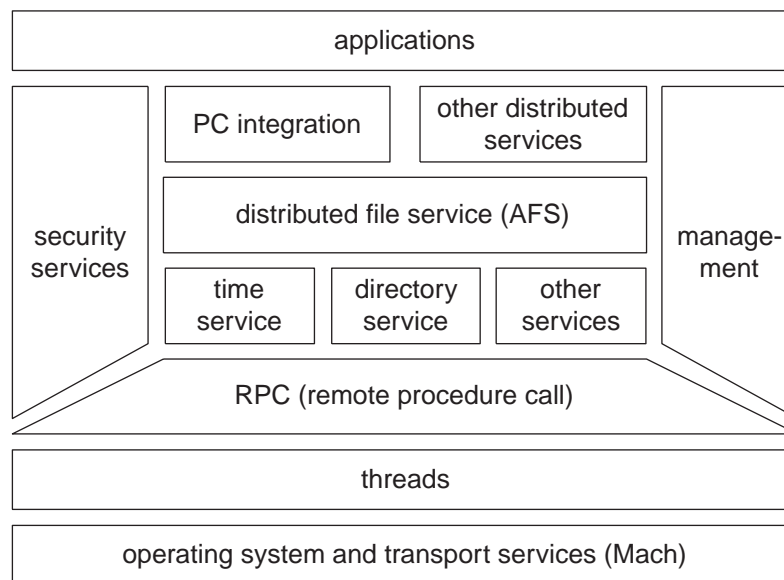 applications
PC integration
other distributed
services
security
services
distributed file service (AFS)
manage-
ment
time
service
directory
service
other
services
RPC (remote procedure call)
threads
operating system and transport services (Mach)